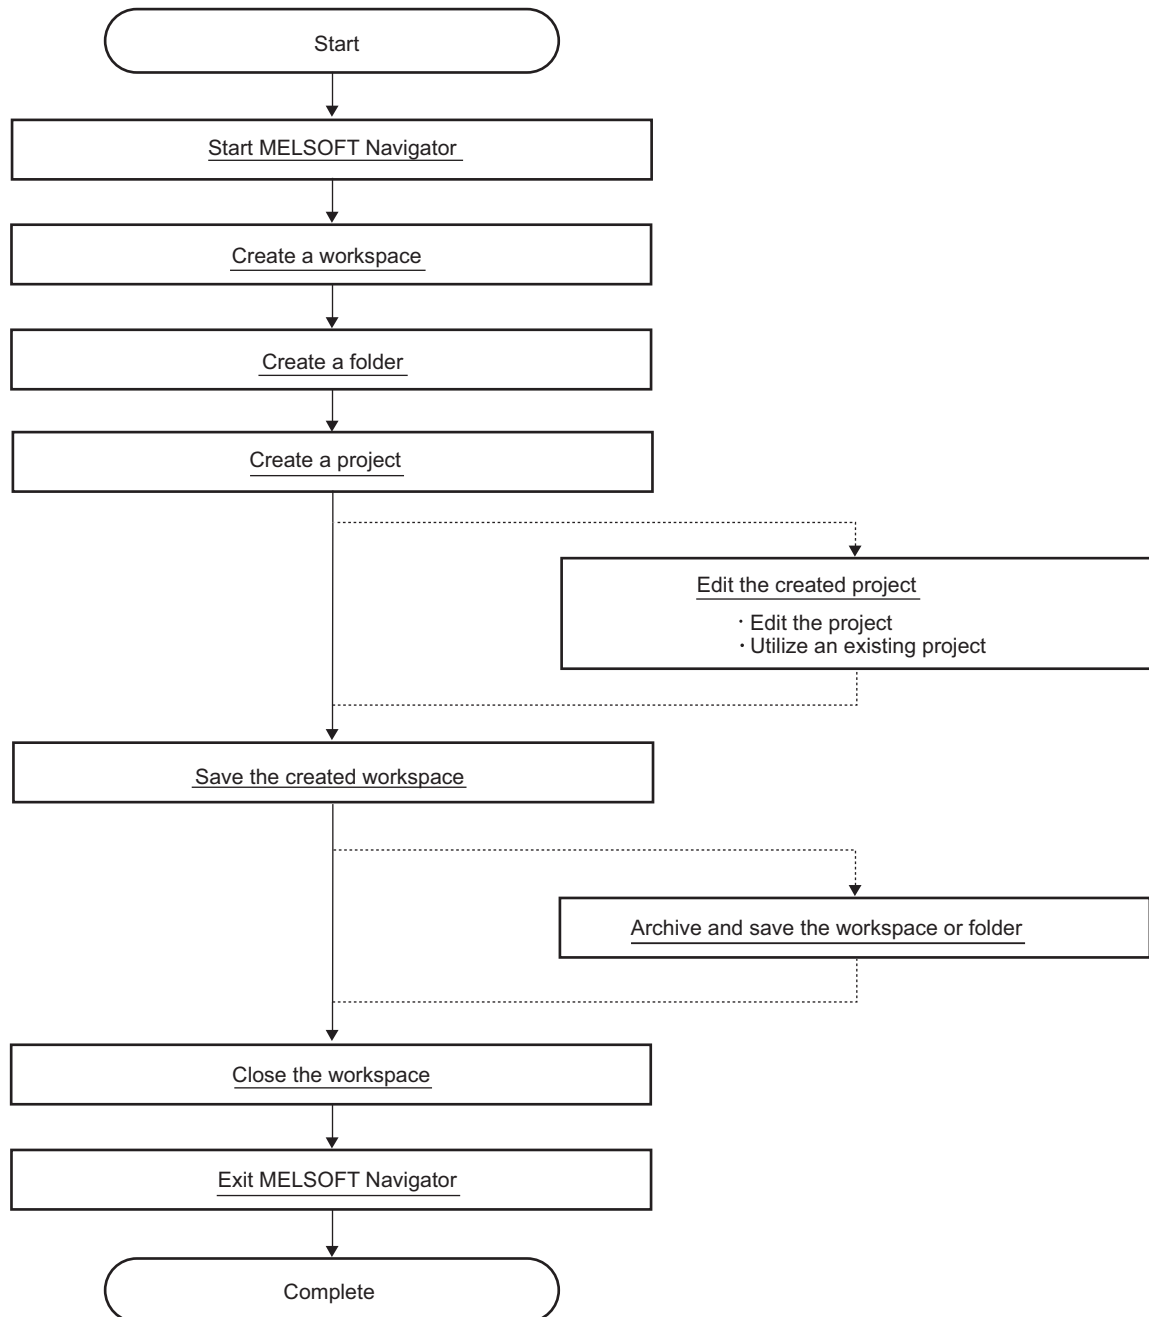 Start
Start MELSOFT Navigator
Create a workspace
Create a folder
Create a project
Edit the created project
· Edit the project
· Utilize an existing project
Save the created workspace
Archive and save the workspace or folder
Close the workspace
Exit MELSOFT Navigator
Complete